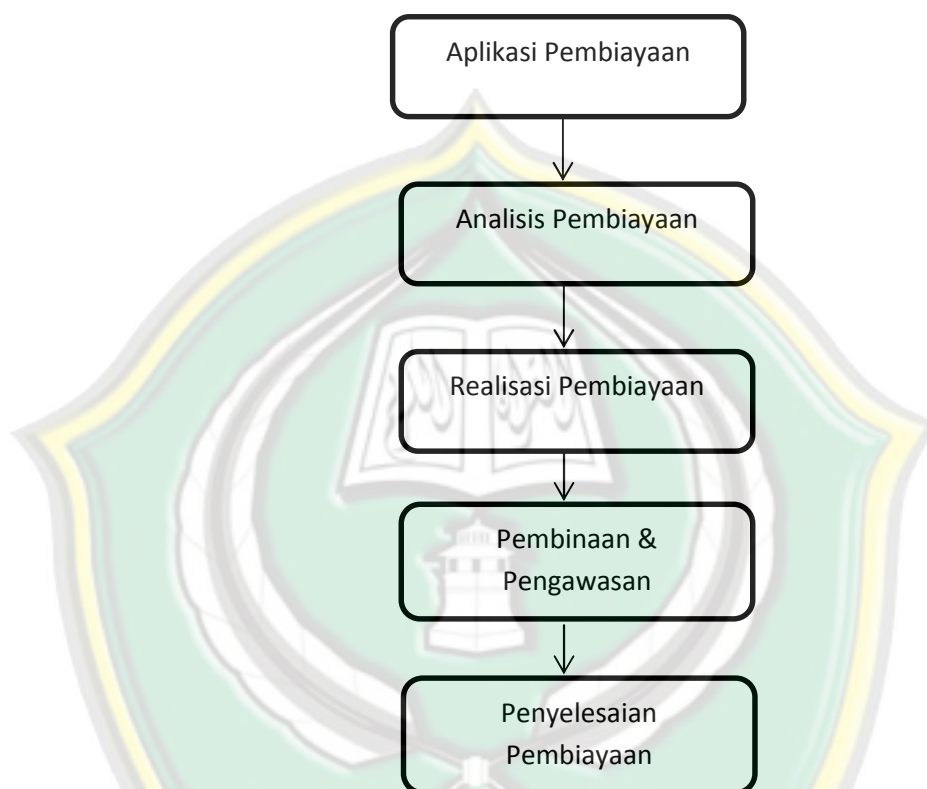 Aplikasi Pembiayaan
Analisis Pembiayaan
Realisasi Pembiayaan
Pembinaan &
Pengawasan
Penyelesaian
Pembiayaan